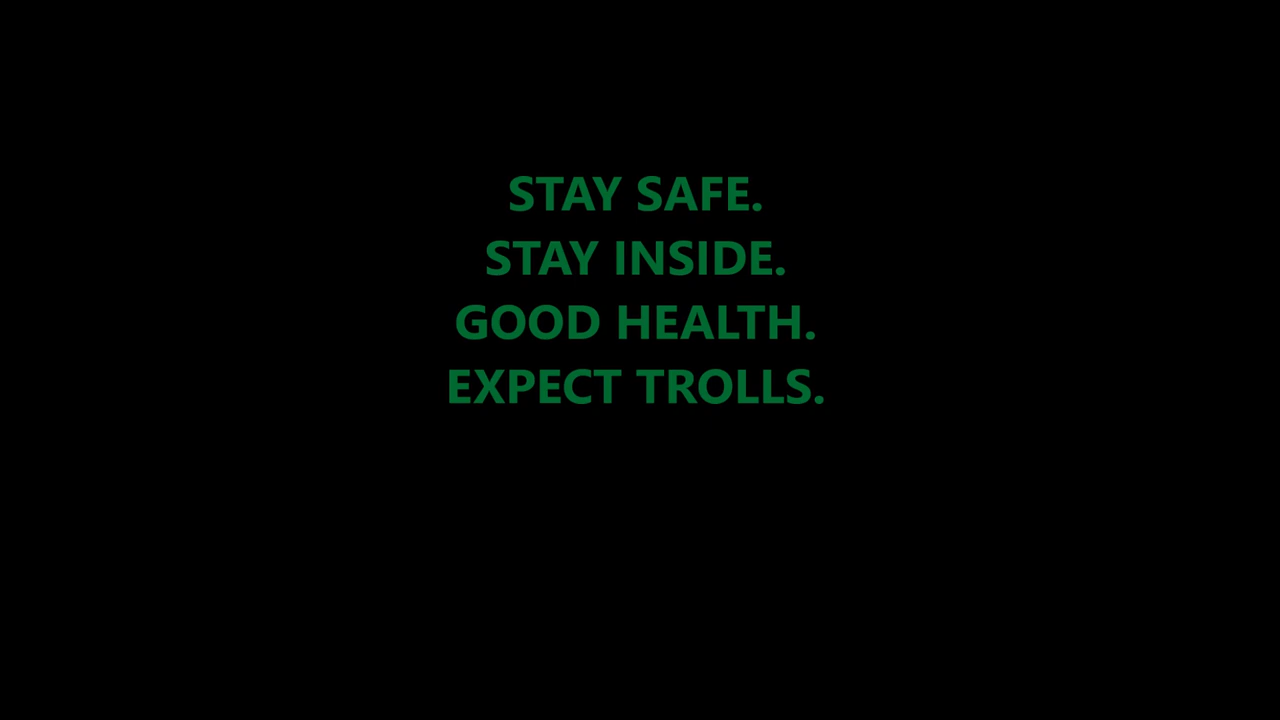 STAY SAFE.
STAY INSIDE.
GOOD HEALTH.
EXPECT TROLLS.